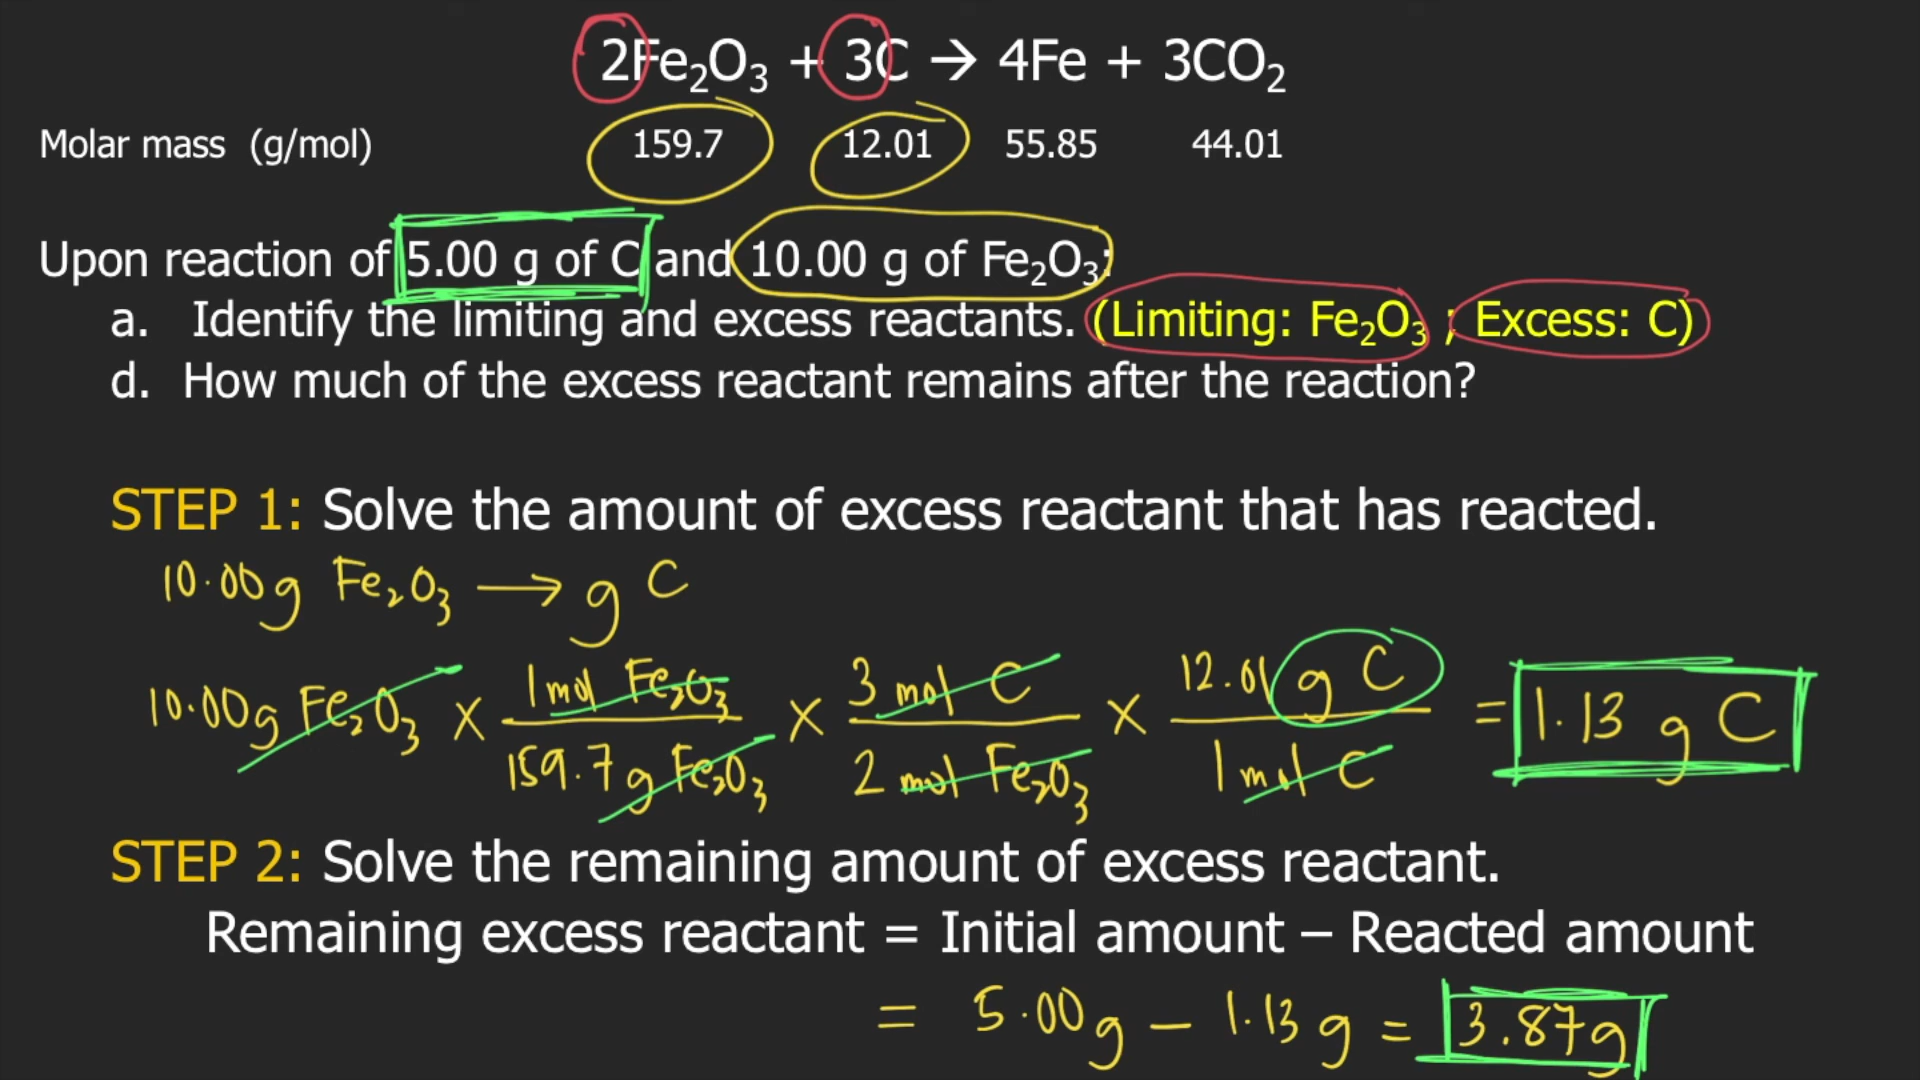 2Fe₂O₃ + 3C → 4Fe + 3CO₂
Molar mass (g/mol) 159.7 12.01 55.85 44.01
Upon reaction of 5.00 g of C and 10.00 g of Fe₂O₃:
a. Identify the limiting and excess reactants. (Limiting: Fe₂O₃ ; Excess: C)
d. How much of the excess reactant remains after the reaction?
STEP 1: Solve the amount of excess reactant that has reacted.
10.00g Fe₂O₃ → g C
10.00g Fe₂O₃ x 1 mol Fe₂O₃ / 159.7 g Fe₂O₃ x 3 mol C / 2 mol Fe₂O₃ x 12.01 g C / 1 mol C = 1.13 g C
STEP 2: Solve the remaining amount of excess reactant.
Remaining excess reactant = Initial amount – Reacted amount
= 5.00g – 1.13 g = 3.87g